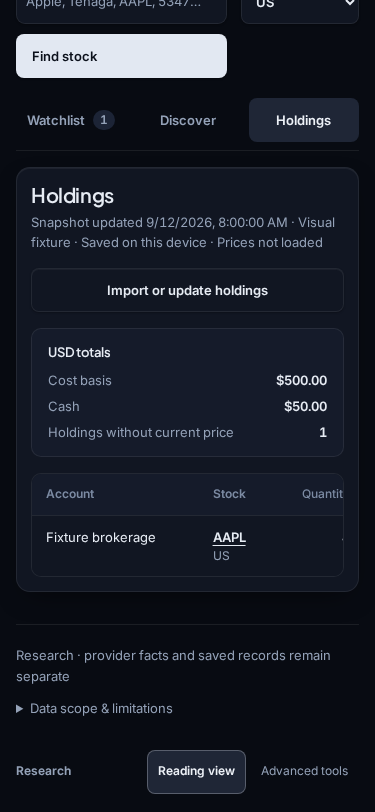 Apple, Tenaga, AAPL, 5347...
US
Find stock
Watchlist 1
Discover
Holdings
Holdings
Snapshot updated 9/12/2026, 8:00:00 AM · Visual
fixture · Saved on this device · Prices not loaded
Import or update holdings
USD totals
Cost basis $500.00
Cash $50.00
Holdings without current price 1
Account Stock Quantit
Fixture brokerage AAPL
US
Research · provider facts and saved records remain
separate
Data scope & limitations
Research Reading view Advanced tools